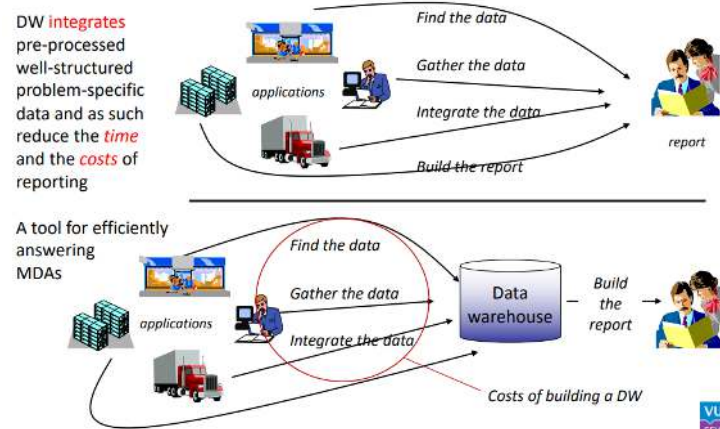 DW integrates
pre-processed
well-structured
problem-specific
data and as such
reduce the time
and the costs of
reporting
Find the data
Gather the data
applications
Integrate the data
Build the report
report
A tool for efficiently
answering
MDAs
Find the data
Gather the data
applications
Integrate the data
Data
warehouse
Build
the
report
Costs of building a DW
VU